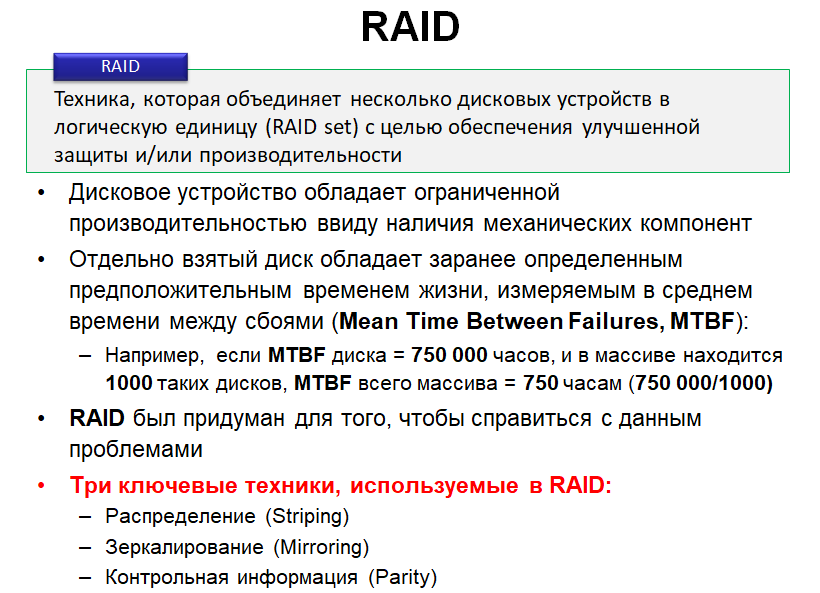 RAID
RAID
Техника, которая объединяет несколько дисковых устройств в
логическую единицу (RAID set) с целью обеспечения улучшенной
защиты и/или производительности
• Дисковое устройство обладает ограниченной
производительностью ввиду наличия механических компонент
• Отдельно взятый диск обладает заранее определенным
предположительным временем жизни, измеряемым в среднем
времени между сбоями (Mean Time Between Failures, MTBF):
– Например, если MTBF диска = 750 000 часов, и в массиве находится
1000 таких дисков, MTBF всего массива = 750 часам (750 000/1000)
• RAID был придуман для того, чтобы справиться с данным
проблемами
• Три ключевые техники, используемые в RAID:
– Распределение (Striping)
– Зеркалирование (Mirroring)
– Контрольная информация (Parity)